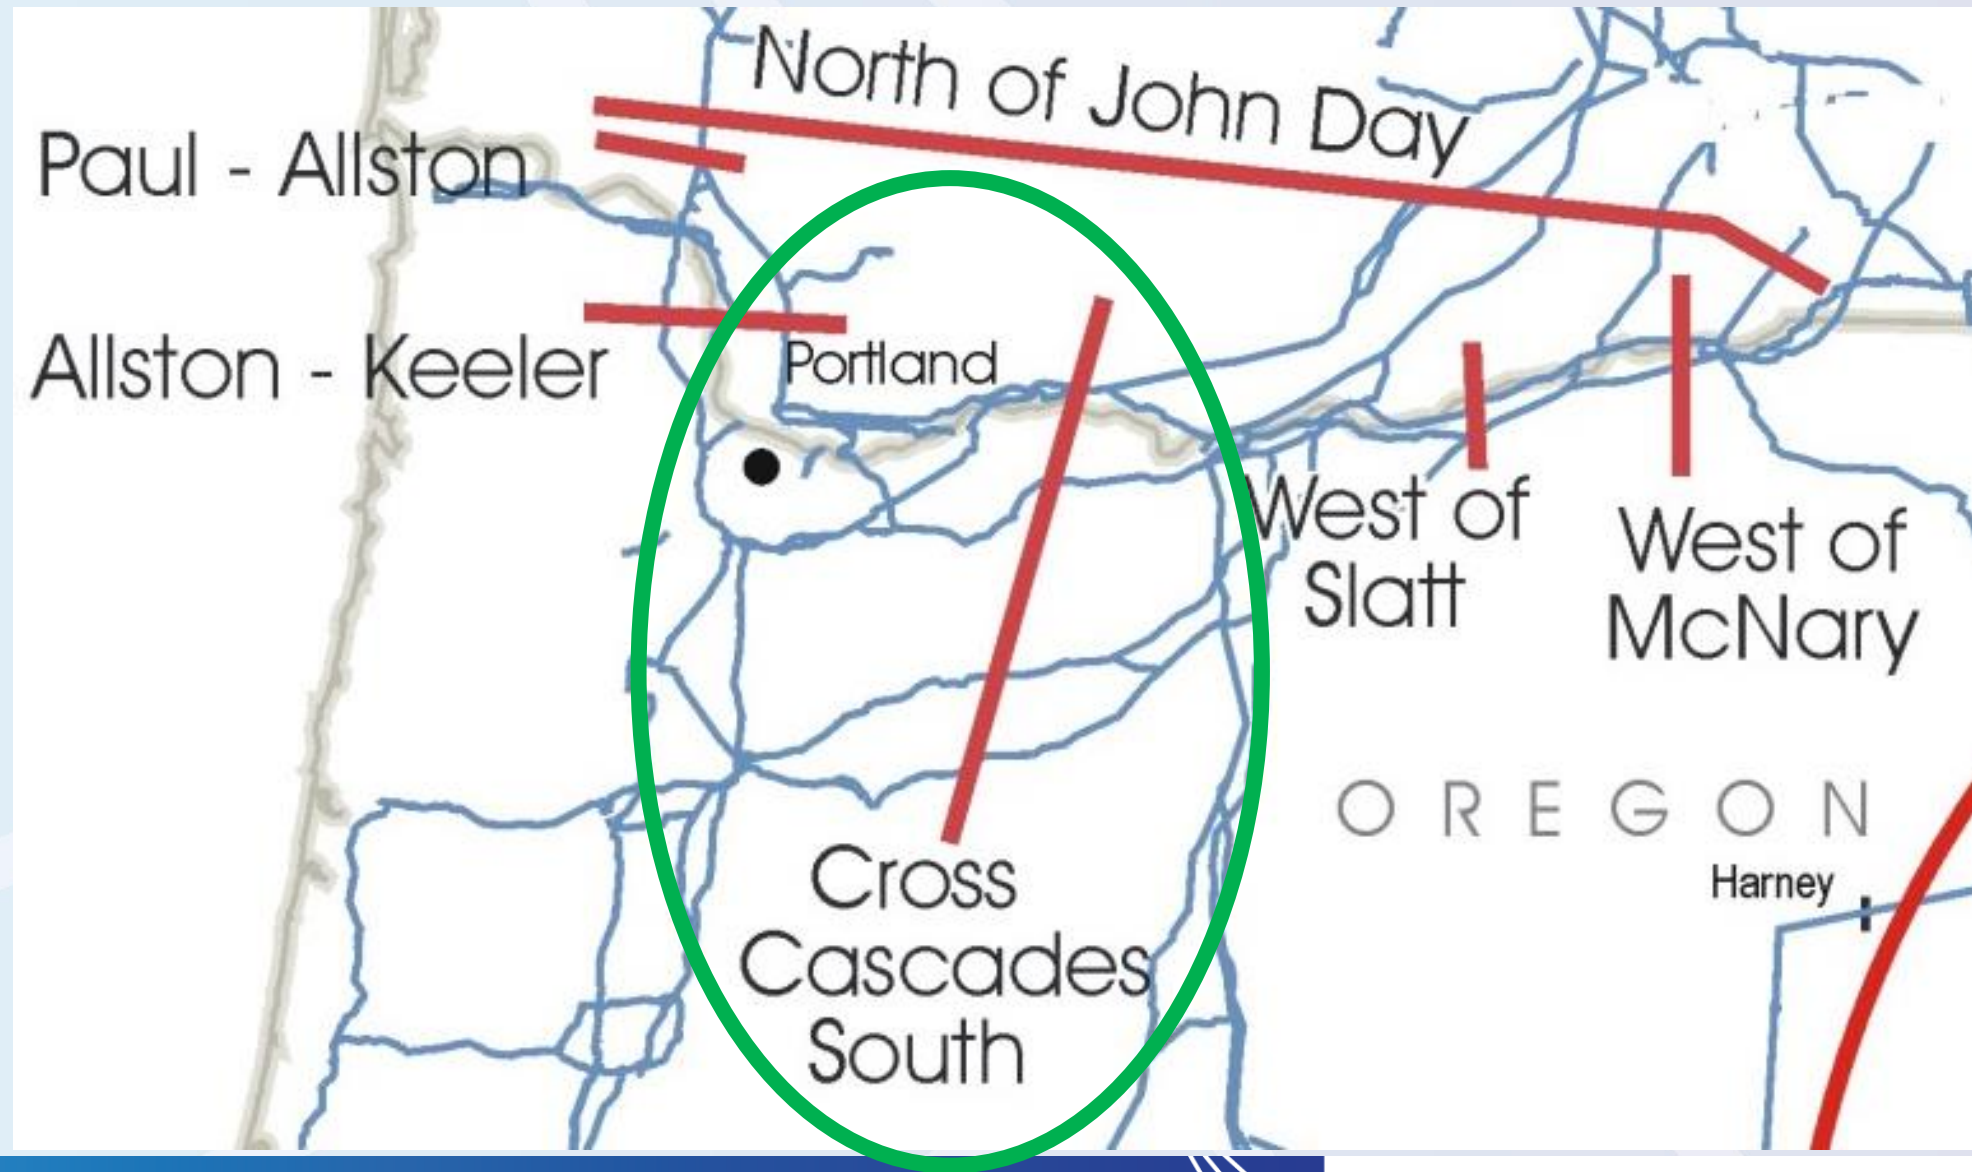 North of John Day
Paul - Allston
Allston - Keeler
Portland
West of
Slatt
West of
McNary
OREGON
Harney
Cross
Cascades
South